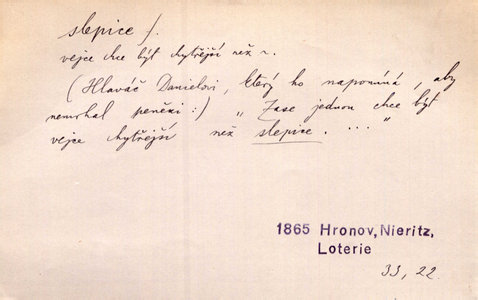 slepice f.
vejce chce být chytřejší než ~.
(Hlaváč Danielovi, který ho napomíná, aby
nemrhal penězi:) „Zase jednou chce být
vejce chytřejší než slepice. ..."
1865 Hronov, Nieritz,
Loterie
33, 22.